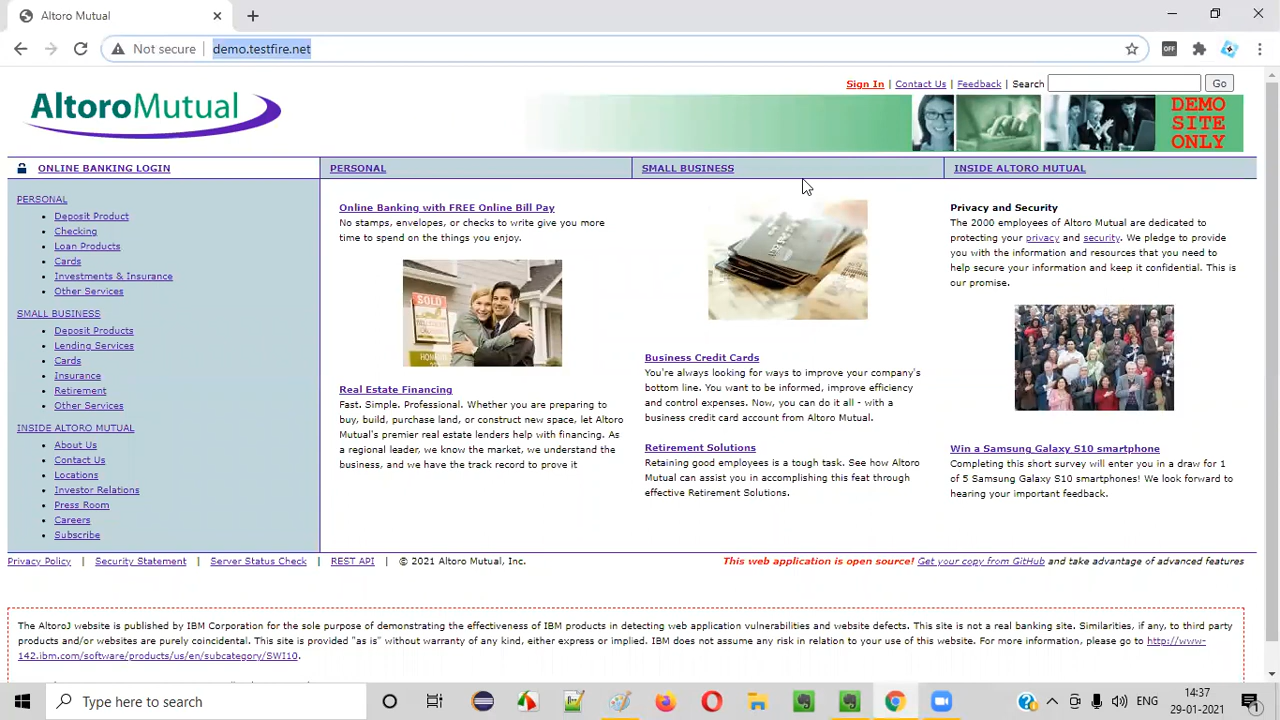 Altoro Mutual
Not secure
demo.testfire.net
OFF
Sign In | Contact Us | Feedback | Search
Go
AltoroMutual
DEMO
SITE
ONLY
ONLINE BANKING LOGIN
PERSONAL
SMALL BUSINESS
INSIDE ALTORO MUTUAL
PERSONAL
Deposit Product
Checking
Loan Products
Cards
Investments & Insurance
Other Services
SMALL BUSINESS
Deposit Products
Lending Services
Cards
Insurance
Retirement
Other Services
INSIDE ALTORO MUTUAL
About Us
Contact Us
Locations
Investor Relations
Press Room
Careers
Subscribe
Online Banking with FREE Online Bill Pay
No stamps, envelopes, or checks to write give you more
time to spend on the things you enjoy.
SOLD
Real Estate Financing
Fast. Simple. Professional. Whether you are preparing to
buy, build, purchase land, or construct new space, let
Altoro Mutual's premier real estate lenders help with financing. As
a regional leader, we know the market, we understand the
business, and we have the track record to prove it
Business Credit Cards
You're always looking for ways to improve your company's
bottom line. You want to be informed, improve efficiency
and control expenses. Now, you can do it all - with a
business credit card account from Altoro Mutual.
Retirement Solutions
Retaining good employees is a tough task. See how Altoro
Mutual can assist you in accomplishing this feat through
effective Retirement Solutions.
Privacy and Security
The 2000 employees of Altoro Mutual are dedicated to
protecting your privacy and security. We pledge to provide
you with the information and resources that you need to
help secure your information and keep it confidential. This is
our promise.
Win a Samsung Galaxy S10 smartphone
Completing this short survey will enter you in a draw for 1
of 5 Samsung Galaxy S10 smartphones! We look forward to
hearing your important feedback.
Privacy Policy | Security Statement | Server Status Check | REST API | © 2021 Altoro Mutual, Inc.
This web application is open source! Get your copy from GitHub and take advantage of advanced features
The AltoroJ website is published by IBM Corporation for the sole purpose of demonstrating the effectiveness of IBM products in detecting web application vulnerabilities and website defects. This site is not a real banking site. Similarities, if any, to third party
products and/or websites are purely coincidental. This site is provided "as is" without warranty of any kind, either express or implied. IBM does not assume any risk in relation to your use of this website. For more information, please go to http://www-
142.ibm.com/software/products/us/en/subcategory/SWI10.
Type here to search
ENG
14:37
29-01-2021
1